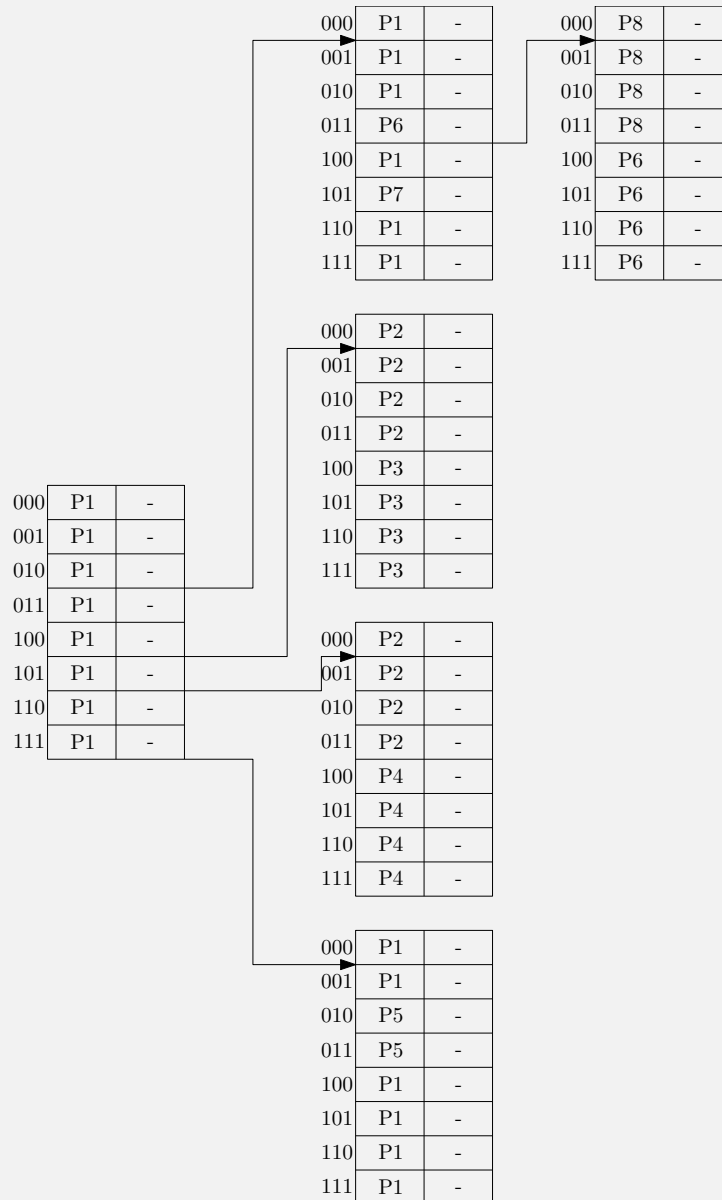 000 P1 - 000 P8 -
001 P1 - 001 P8 -
010 P1 - 010 P8 -
011 P6 - 011 P8 -
100 P1 - 100 P6 -
101 P7 - 101 P6 -
110 P1 - 110 P6 -
111 P1 - 111 P6 -
000 P2 -
001 P2 -
010 P2 -
011 P2 -
100 P3 -
101 P3 -
110 P3 -
111 P3 -
000 P1 -
001 P1 -
010 P1 -
011 P1 -
100 P1 -
101 P1 -
110 P1 -
111 P1 -
000 P2 -
001 P2 -
010 P2 -
011 P2 -
100 P4 -
101 P4 -
110 P4 -
111 P4 -
000 P1 -
001 P1 -
010 P5 -
011 P5 -
100 P1 -
101 P1 -
110 P1 -
111 P1 -